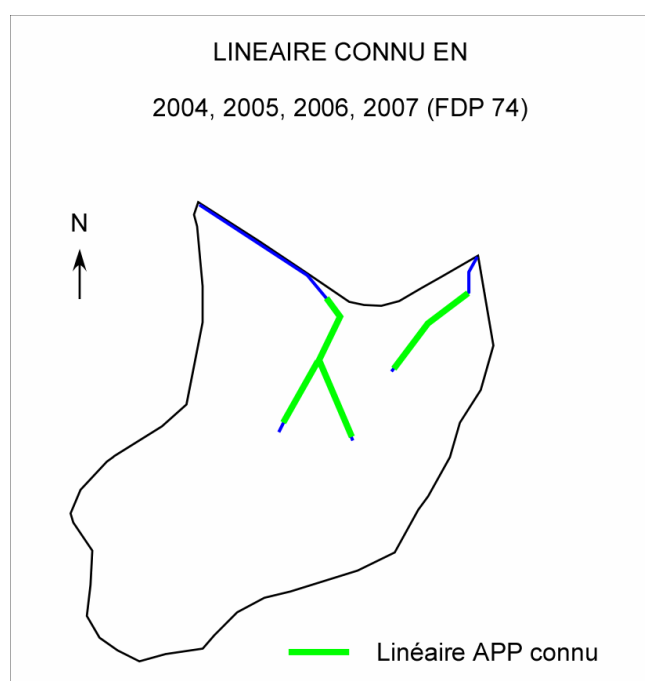 LINEAIRE CONNU EN
2004, 2005, 2006, 2007 (FDP 74)
N
Linéaire APP connu